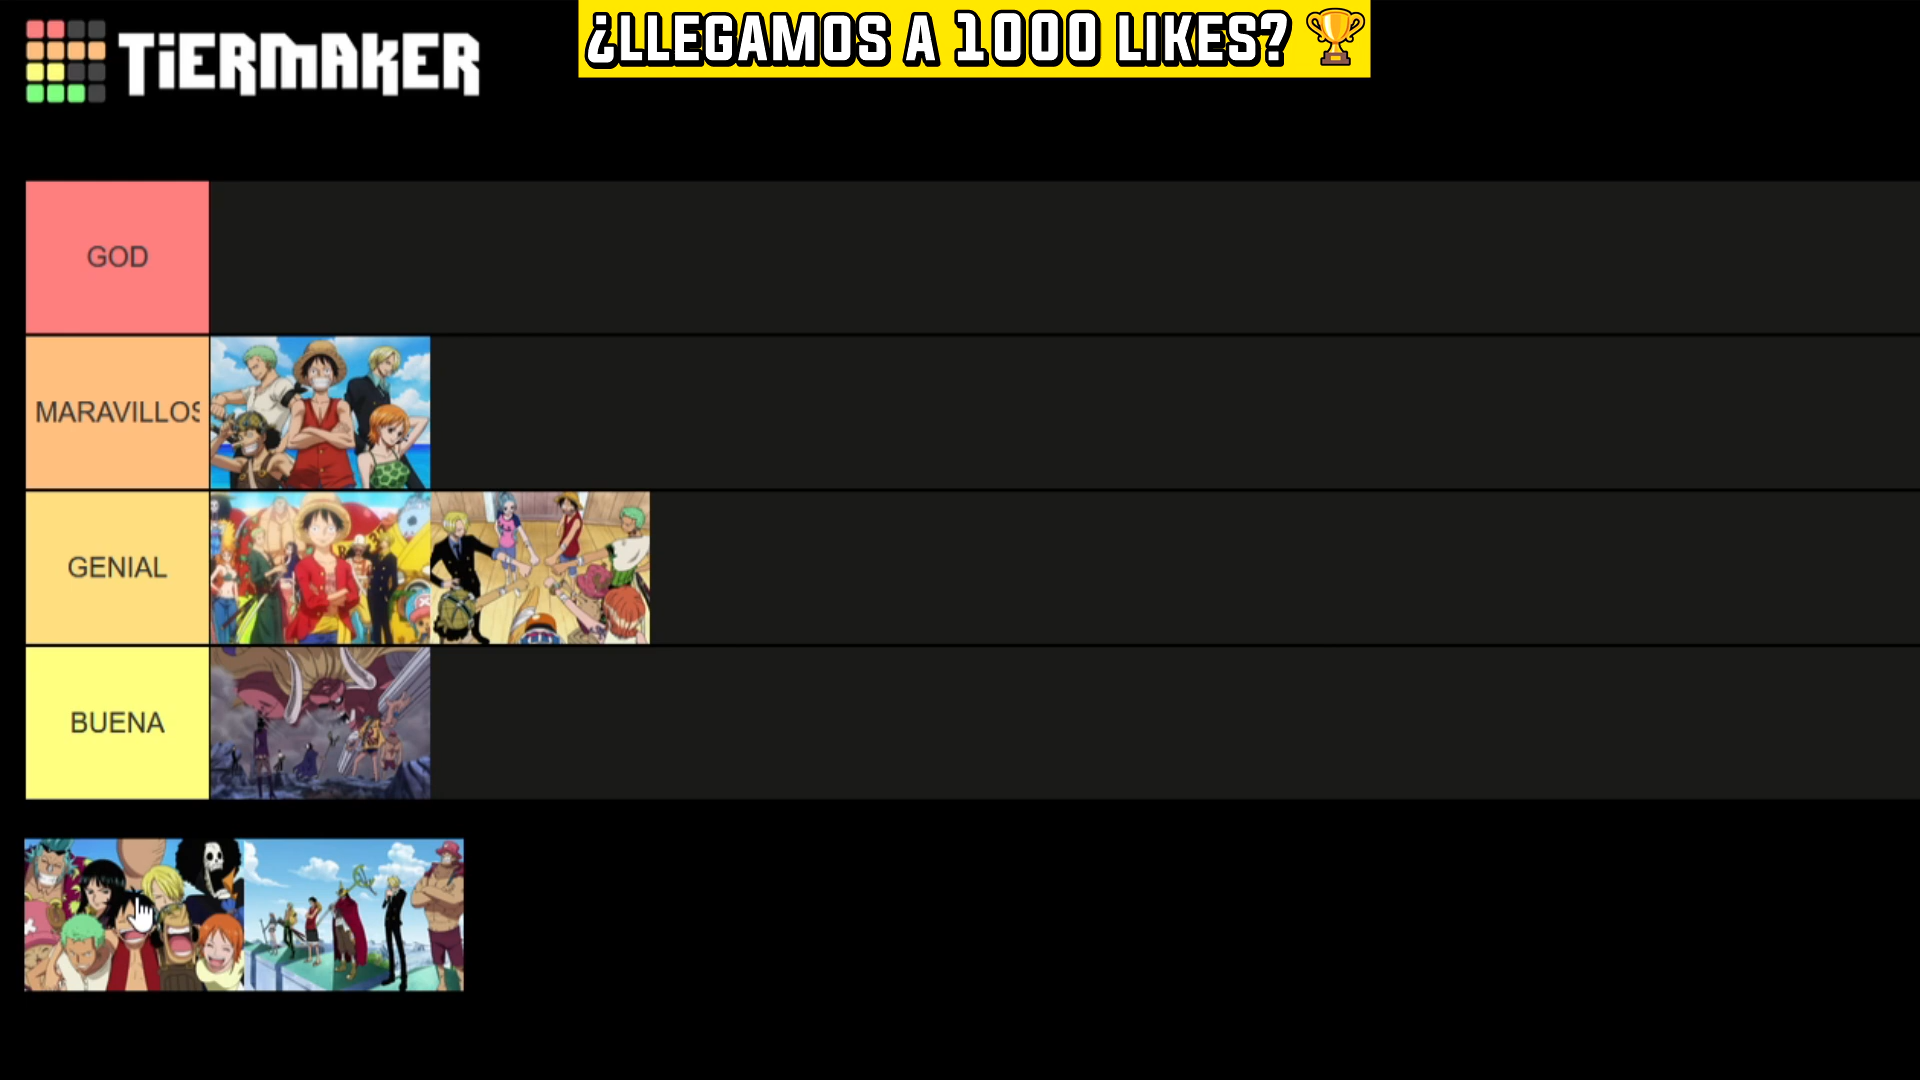 TiERMAKER
¿LLEGAMOS A 1000 LIKES?
GOD
MARAVILLOS
GENIAL
BUENA